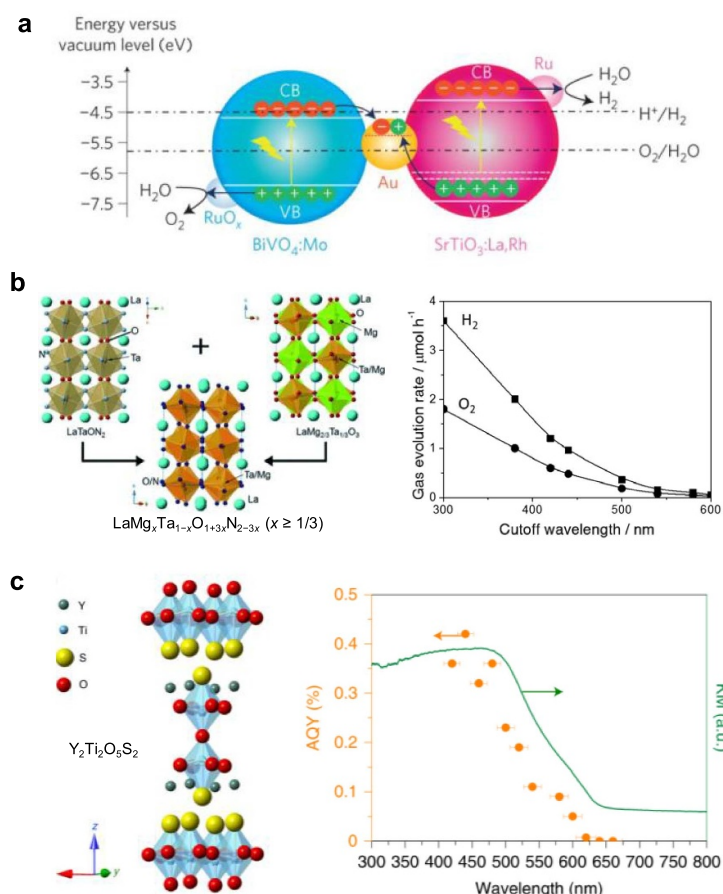 a
Energy versus
vacuum level (eV)
−3.5
−4.5
−5.5
−6.5
−7.5
CB
CB
Ru
H₂O
H₂
H⁺/H₂
O₂/H₂O
Au
H₂O
O₂
RuOₓ
VB
VB
BiVO₄:Mo
SrTiO₃:La,Rh
b
La
O
N
Ta
LaTaON₂
+
La
O
Mg
Ta/Mg
LaMg₂/₃Ta₁/₃O₃
O/N
Ta/Mg
La
LaMgₓTa₁₋ₓO₁₊₃ₓN₂₋₃ₓ (x ≥ 1/3)
Gas evolution rate / μmol h⁻¹
4
3
2
1
0
H₂
O₂
300 400 500 600
Cutoff wavelength / nm
c
Y
Ti
S
O
Y₂Ti₂O₅S₂
z
y
AQY (%)
0.5
0.4
0.3
0.2
0.1
0
KM (a.u.)
300 350 400 450 500 550 600 650 700 800
Wavelength (nm)